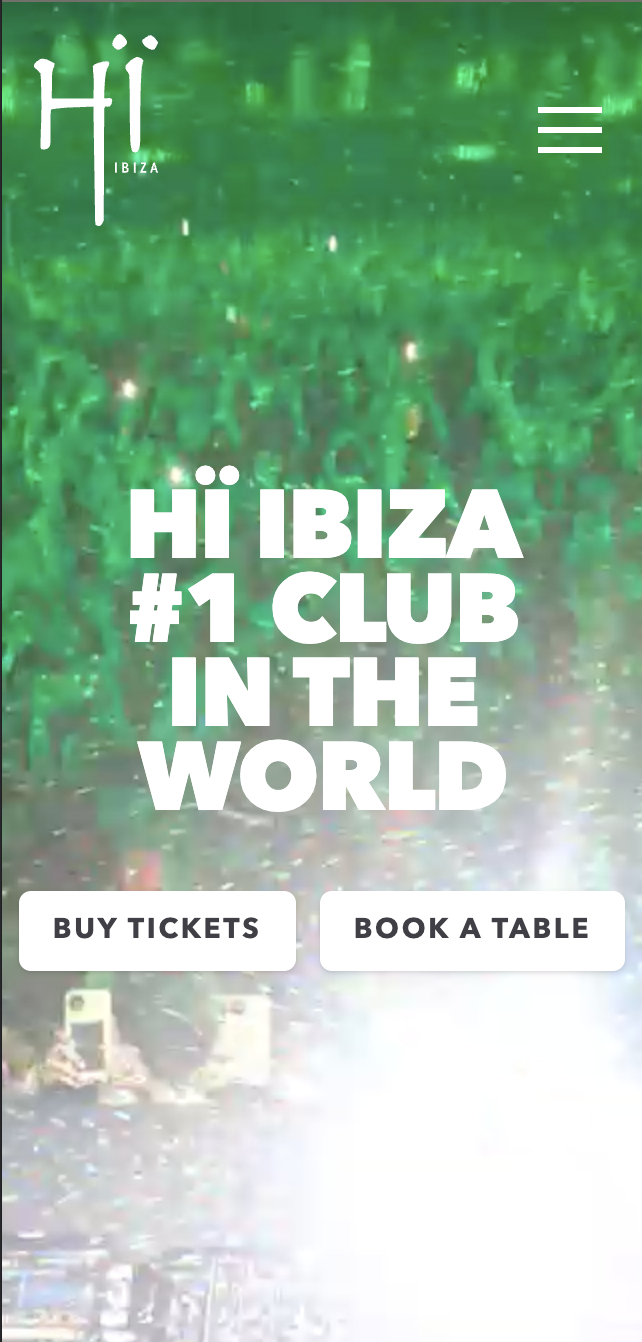 HÏ
IBIZA
HÏ IBIZA
#1 CLUB
IN THE
WORLD
BUY TICKETS
BOOK A TABLE